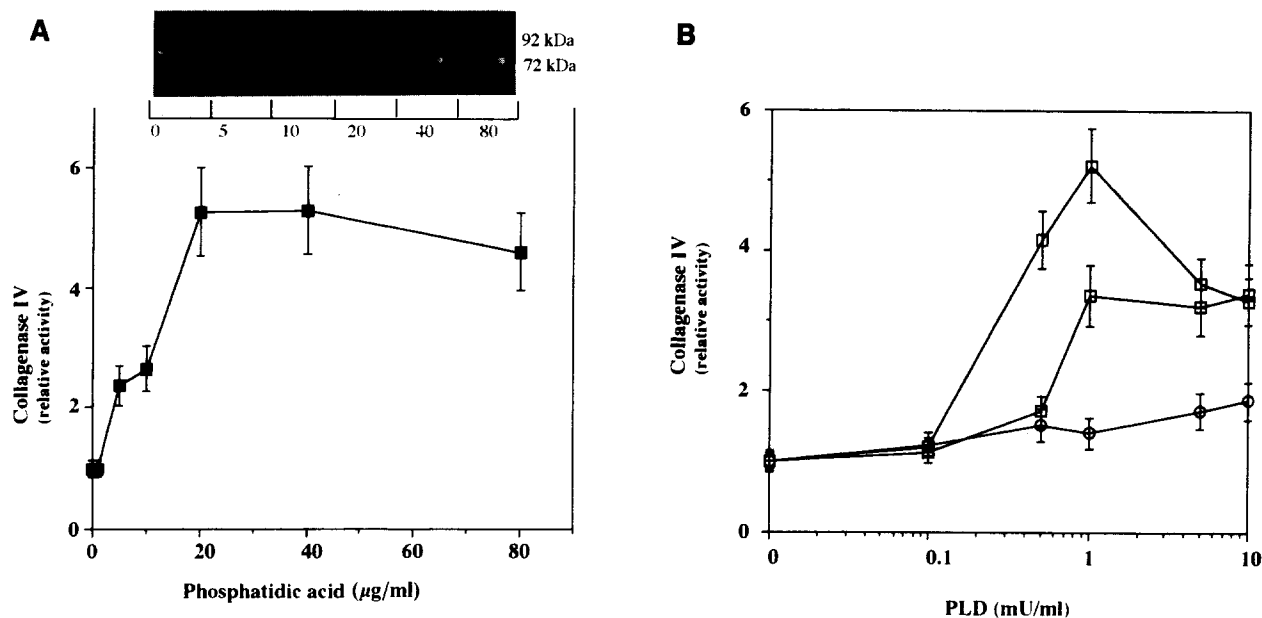 A
92 kDa
72 kDa
0 5 10 20 40 80
6
4
2
0
Collagenase IV
(relative activity)
0 20 40 60 80
Phosphatidic acid (µg/ml)
B
6
4
2
0
Collagenase IV
(relative activity)
0 0.1 1 10
PLD (mU/ml)